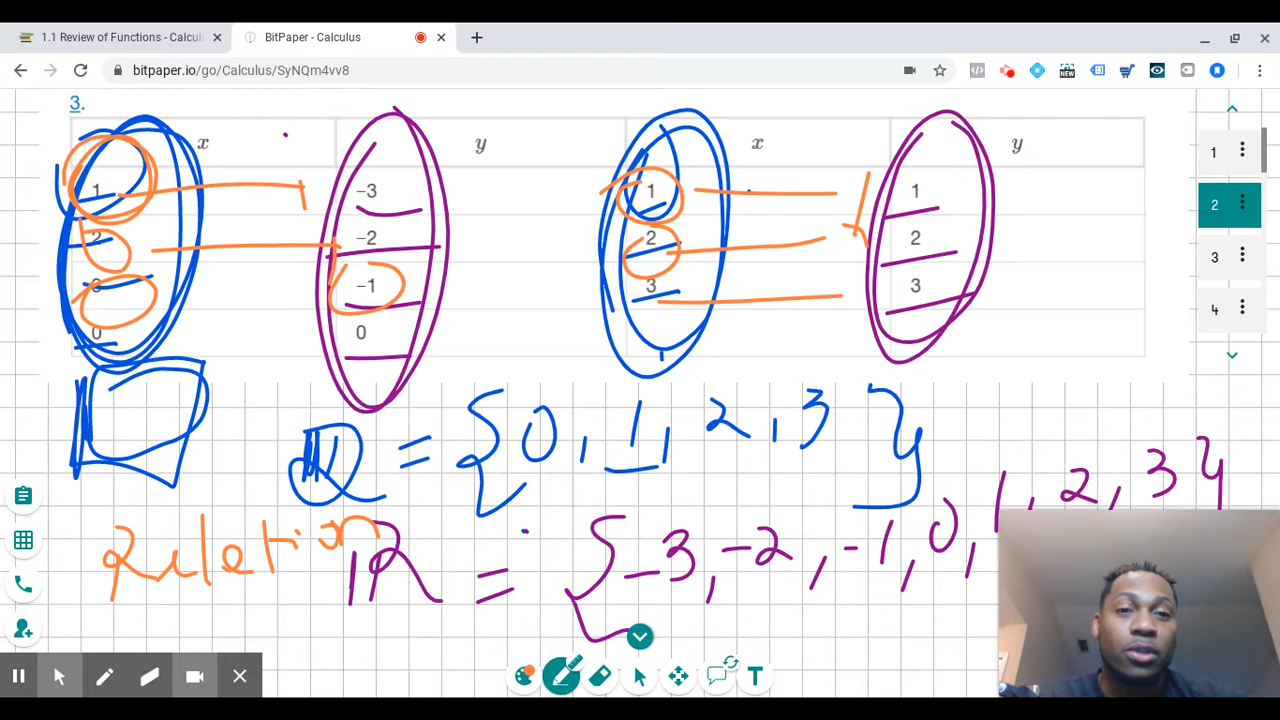 1.1 Review of Functions - Calcul
BitPaper - Calculus
bitpaper.io/go/Calculus/SyNQm4vv8
NEW
3.
x y x y
1 -3 1 1
2 -2 2 2
3 -1 3 3
0 0
D = {0, 1, 2, 3}
Relation
R = {-3, -2, -1, 0, 1, 2, 3}
1
2
3
4
T